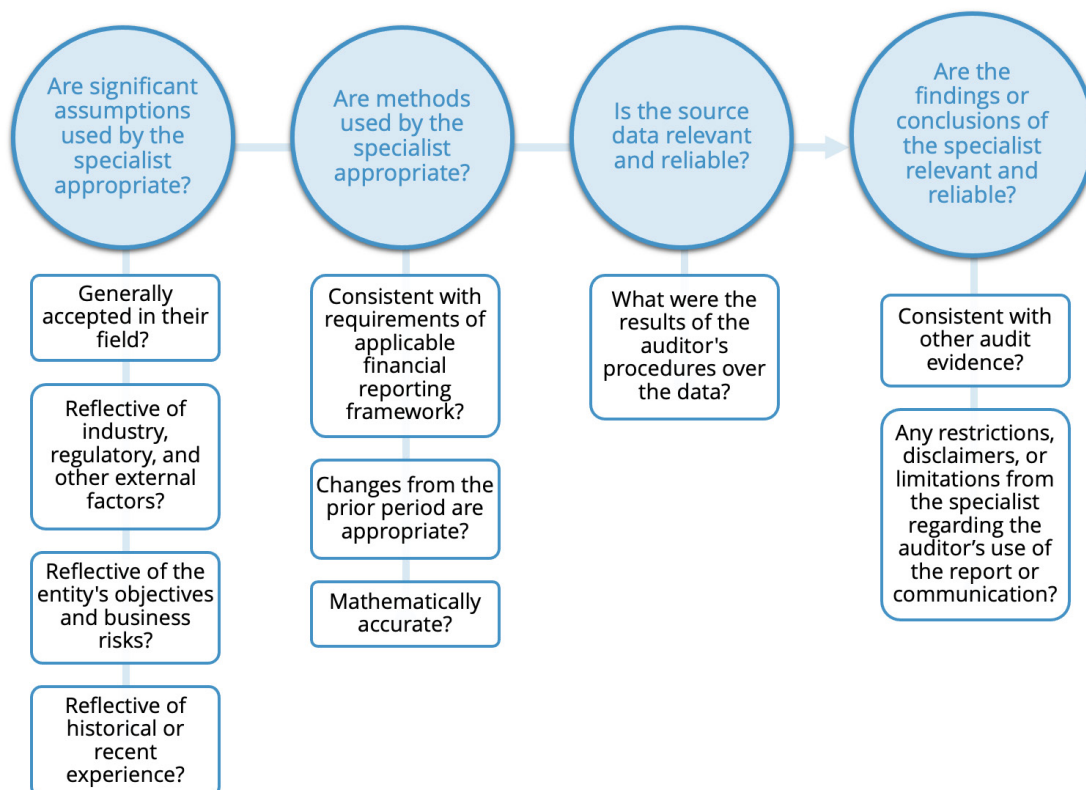 Are significant
assumptions
used by the
specialist
appropriate?
Are methods
used by the
specialist
appropriate?
Is the source
data relevant
and reliable?
Are the
findings or
conclusions of
the specialist
relevant and
reliable?
Generally
accepted in their
field?
Reflective of
industry,
regulatory, and
other external
factors?
Reflective of the
entity's objectives
and business
risks?
Reflective of
historical or
recent
experience?
Consistent with
requirements of
applicable
financial
reporting
framework?
Changes from the
prior period are
appropriate?
Mathematically
accurate?
What were the
results of the
auditor's
procedures over
the data?
Consistent with
other audit
evidence?
Any restrictions,
disclaimers, or
limitations from
the specialist
regarding the
auditor’s use of
the report or
communication?